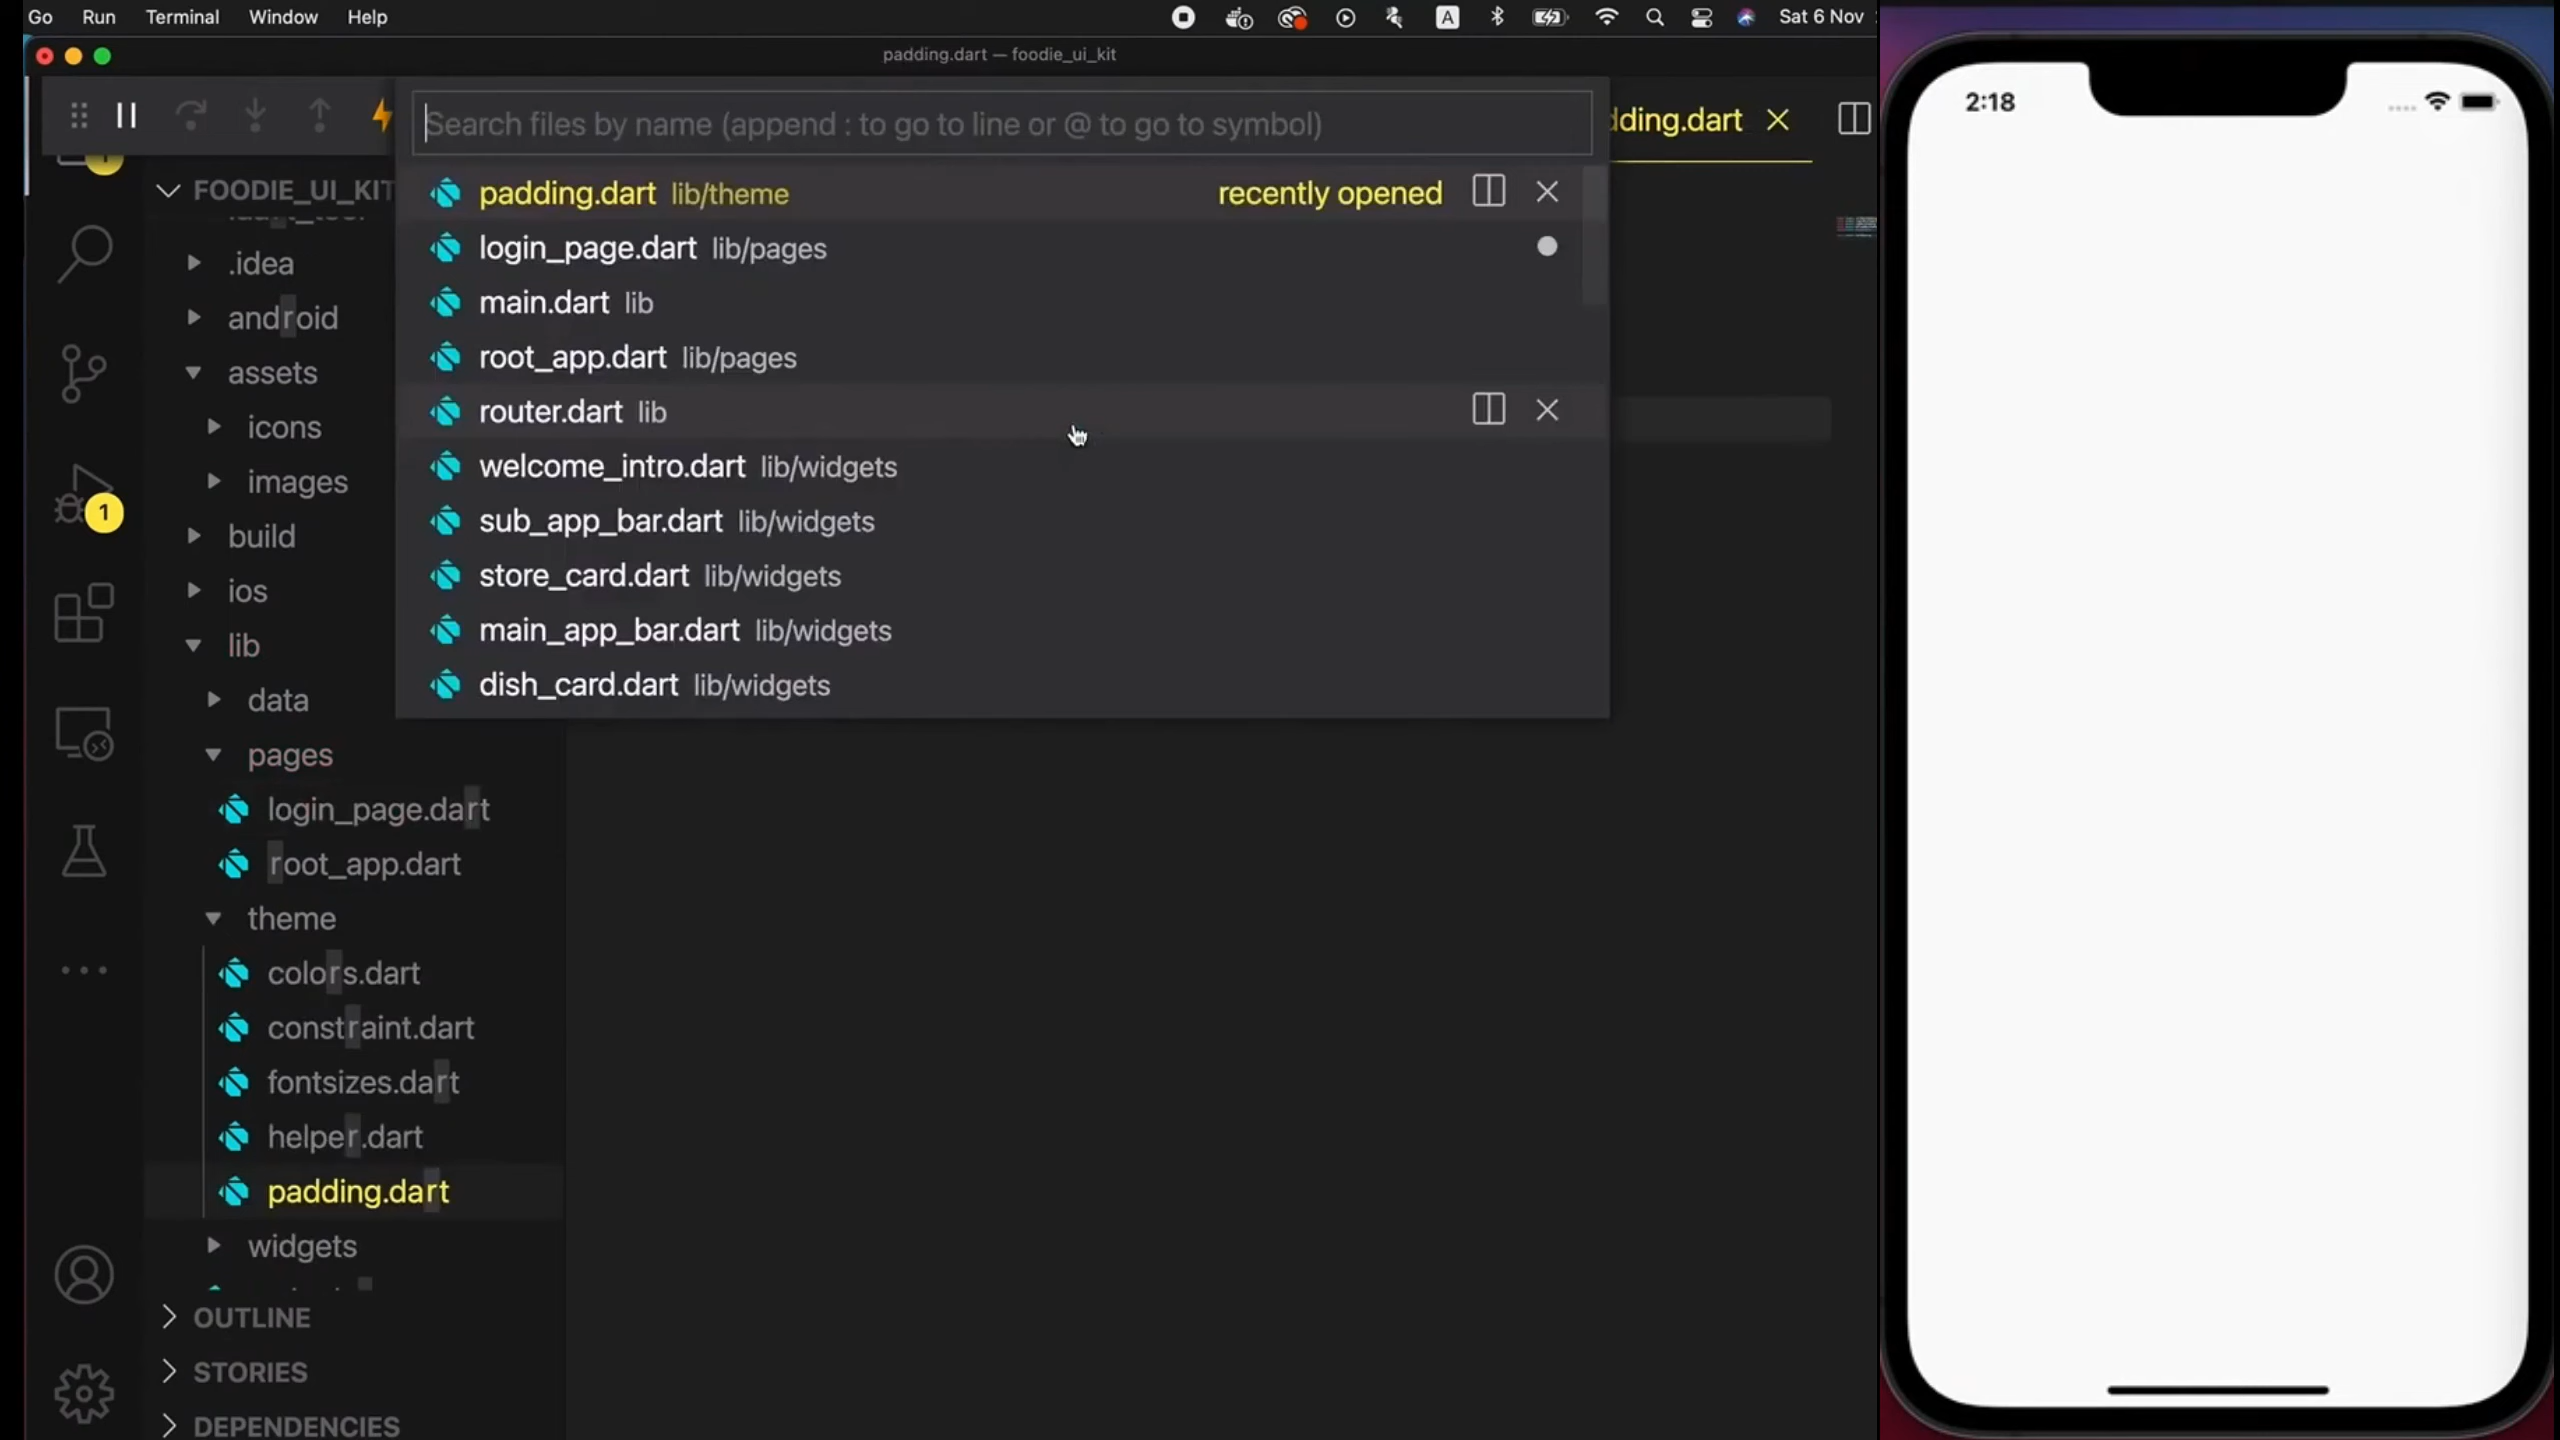 Go Run Terminal Window Help A Sat 6 Nov
padding.dart — foodie_ui_kit
2:18
Search files by name (append : to go to line or @ to go to symbol)
dding.dart
padding.dart lib/theme recently opened
login_page.dart lib/pages
main.dart lib
root_app.dart lib/pages
router.dart lib
welcome_intro.dart lib/widgets
sub_app_bar.dart lib/widgets
store_card.dart lib/widgets
main_app_bar.dart lib/widgets
dish_card.dart lib/widgets
1
FOODIE_UI_KIT
.idea
android
assets
icons
images
build
ios
lib
data
pages
login_page.dart
root_app.dart
theme
colors.dart
constraint.dart
fontsizes.dart
helper.dart
padding.dart
widgets
OUTLINE
STORIES
DEPENDENCIES